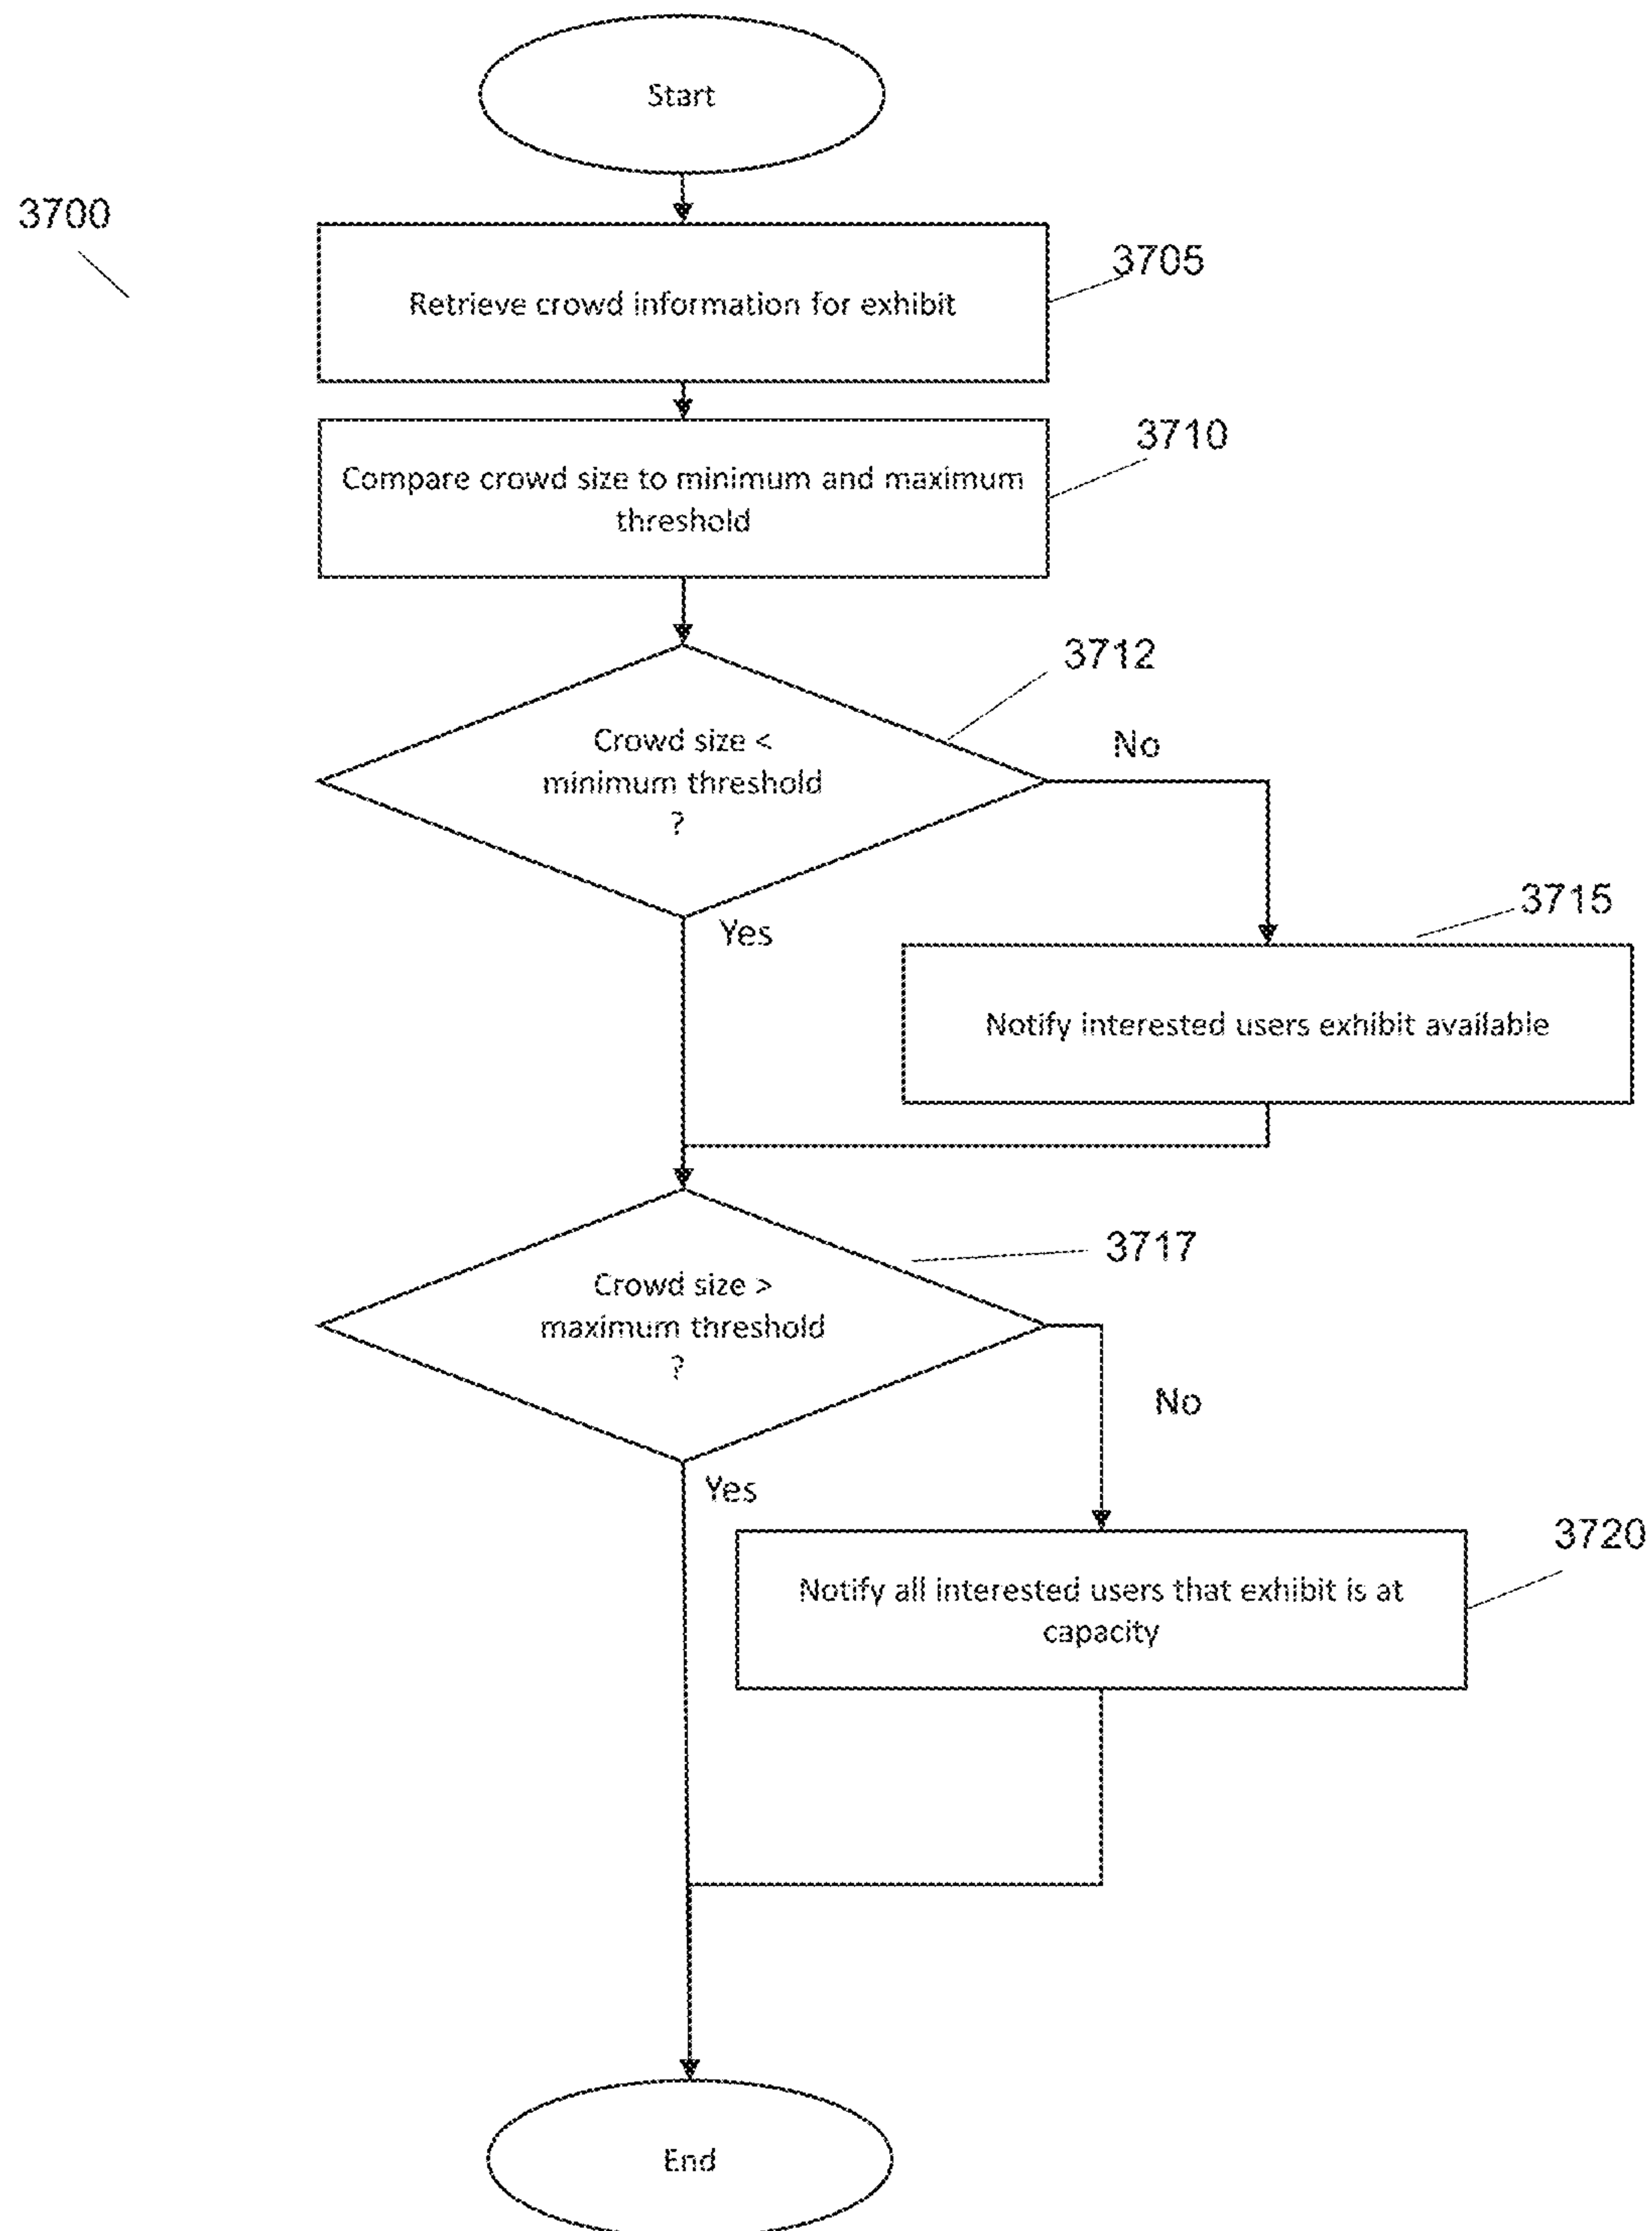 Start
3700
3705
Retrieve crowd information for exhibit
3710
Compare crowd size to minimum and maximum
threshold
3712
Crowd size <
minimum threshold
?
No
Yes
3715
Notify interested users exhibit available
3717
Crowd size >
maximum threshold
?
No
Yes
3720
Notify all interested users that exhibit is at
capacity
End